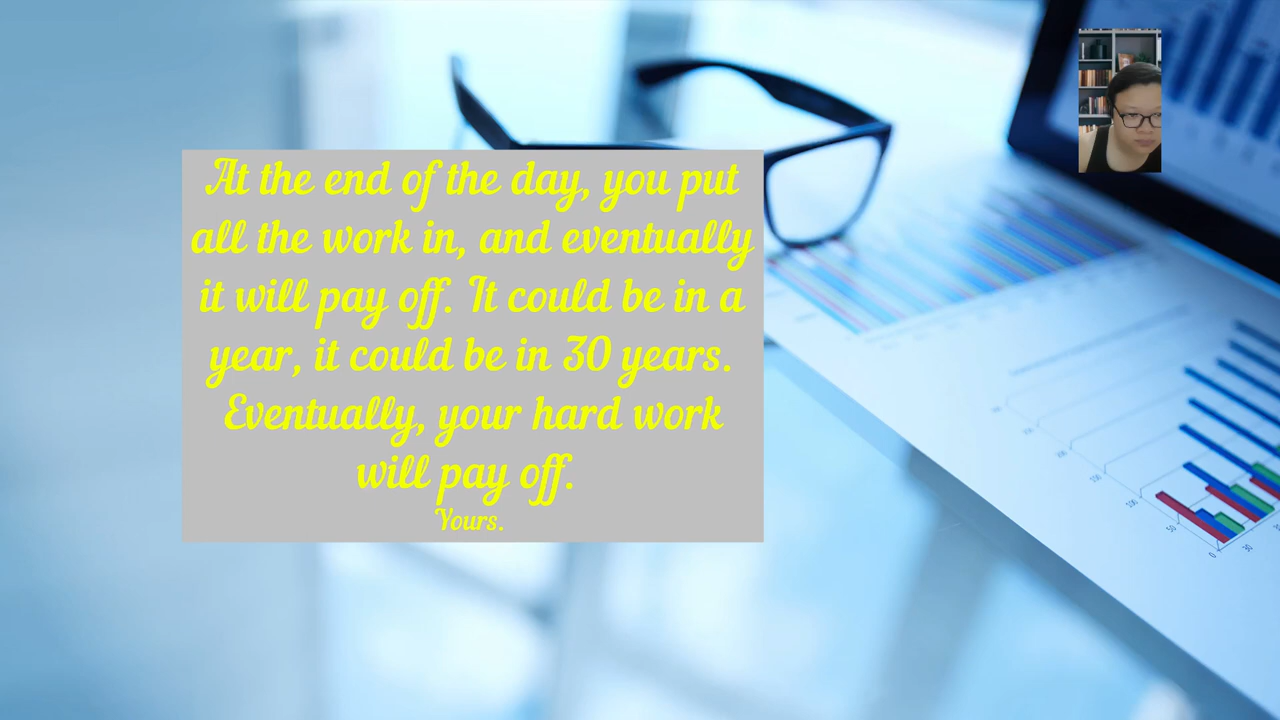 At the end of the day, you put
all the work in, and eventually
it will pay off. It could be in a
year, it could be in 30 years.
Eventually, your hard work
will pay off.
Yours.